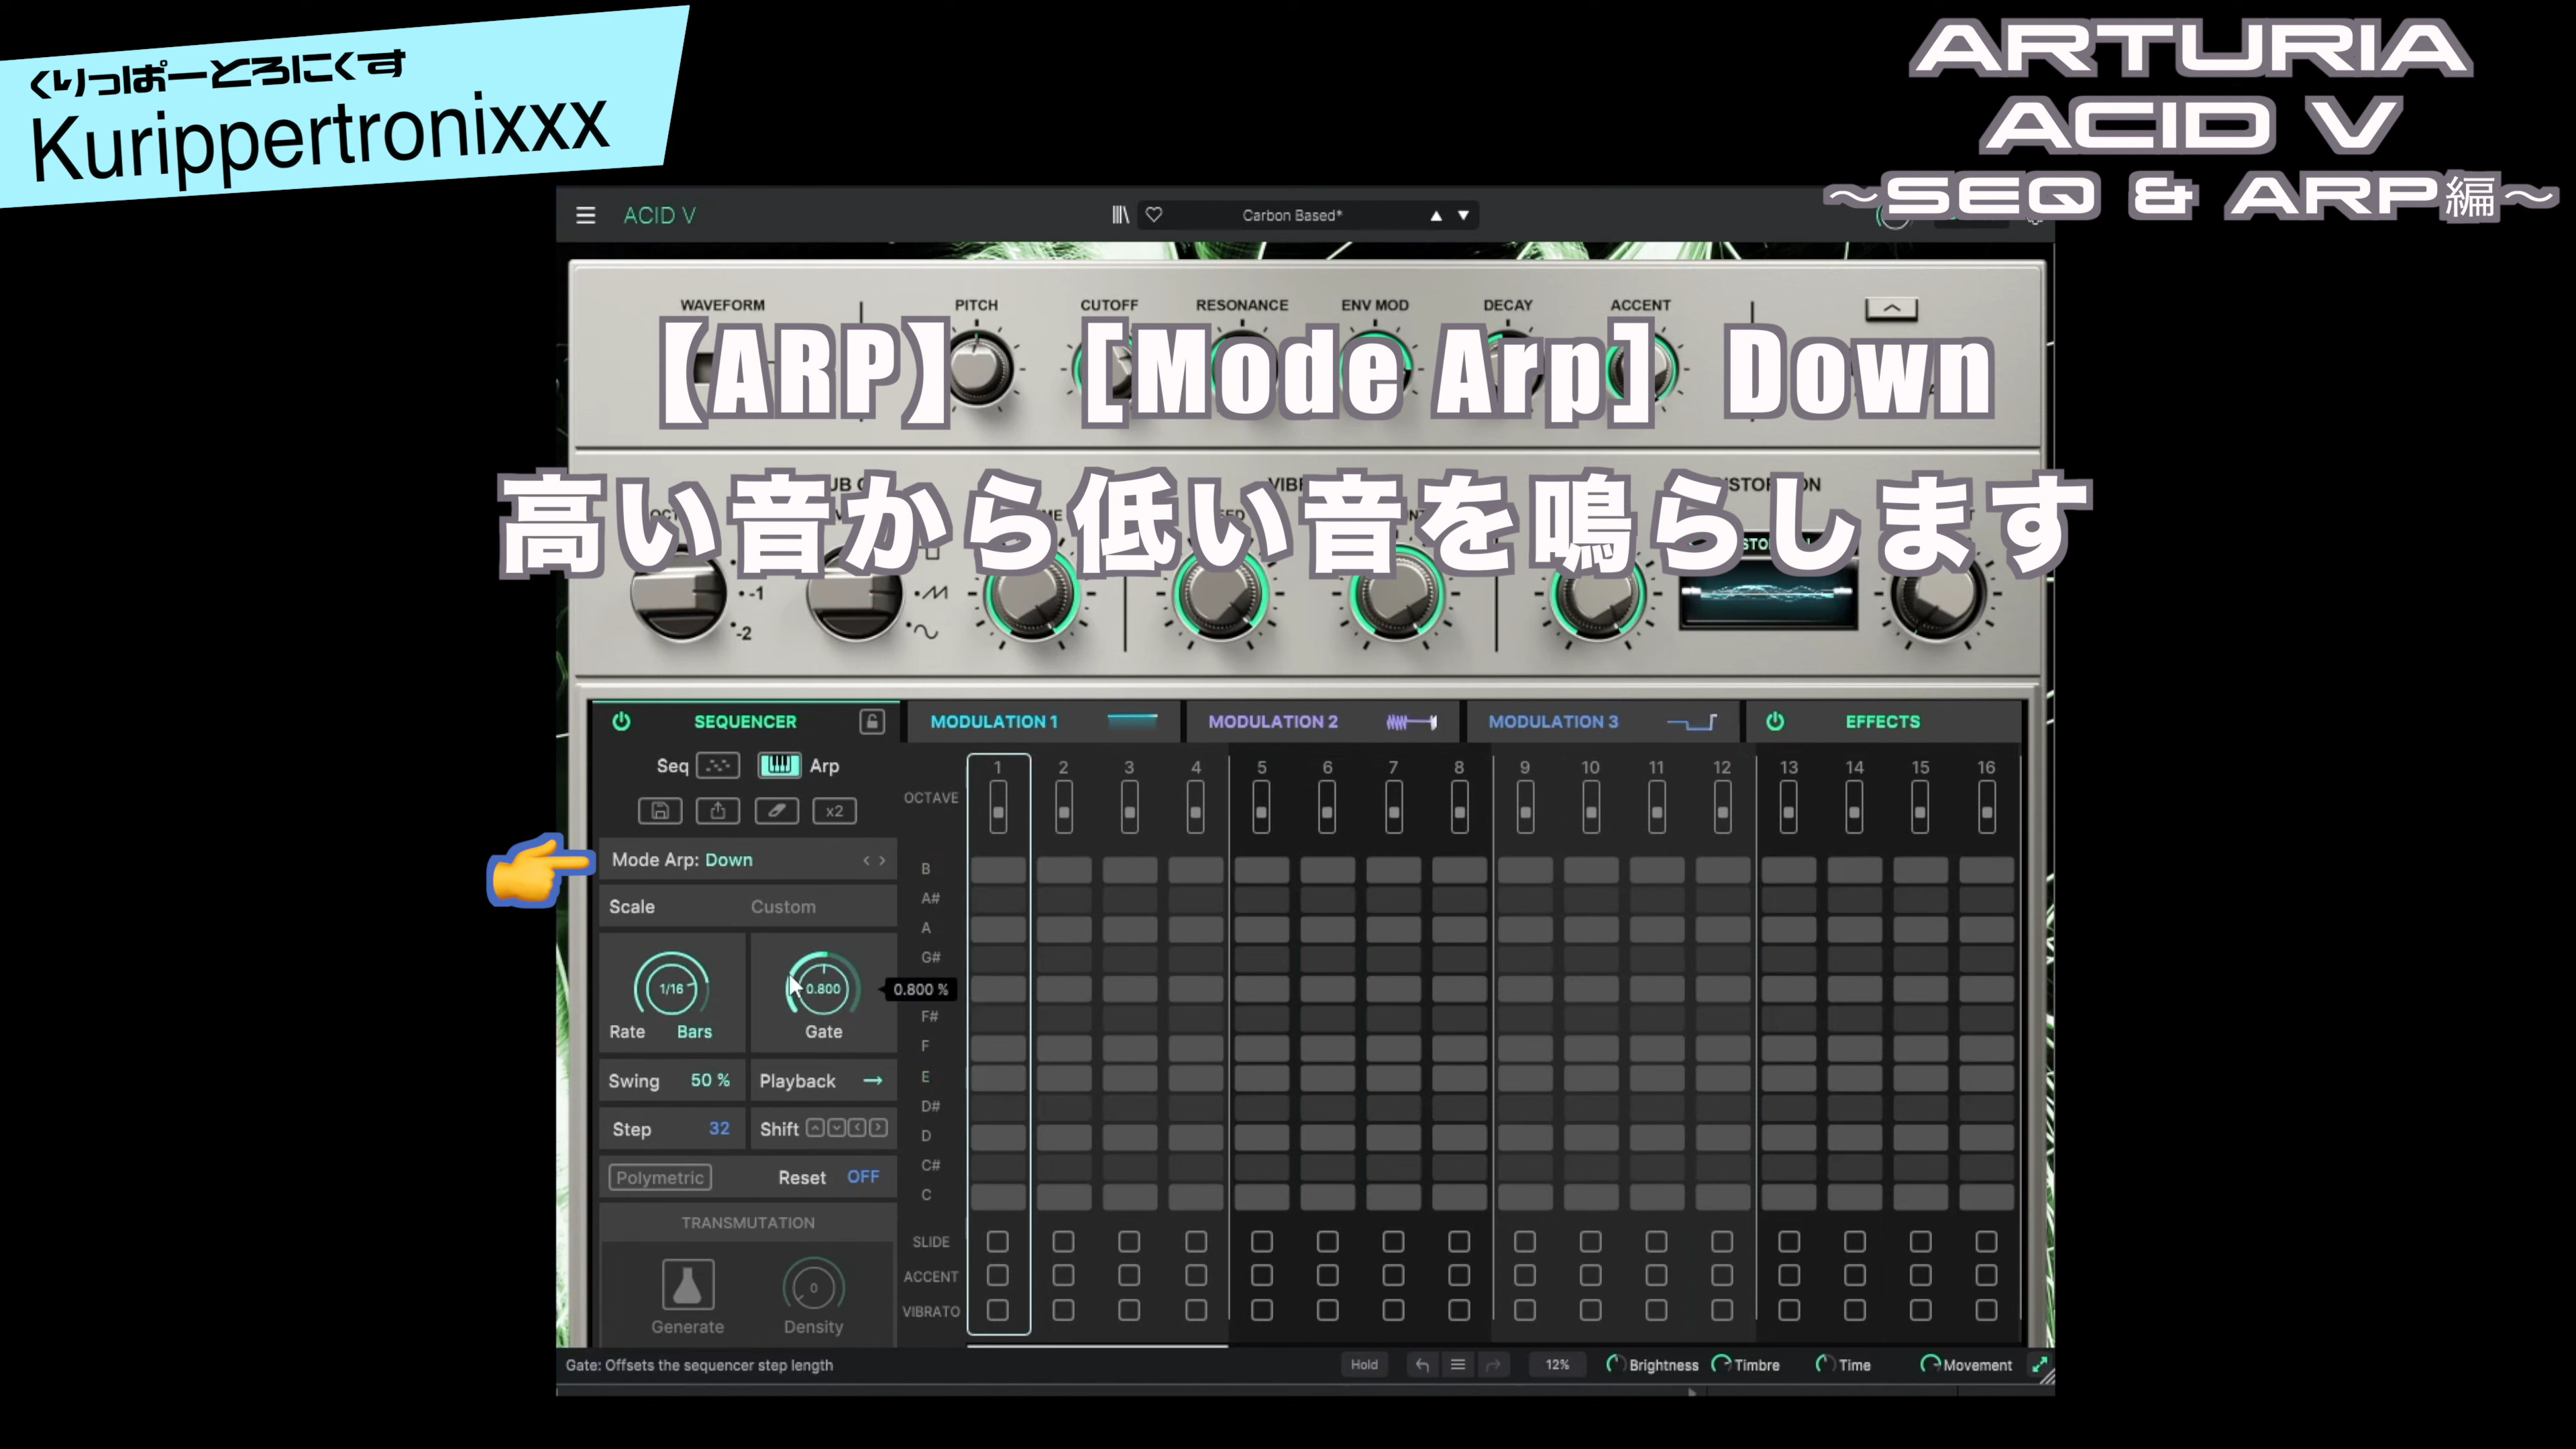 くりっぱーとろにくす
Kurippertronixxx
ARTURIA
ACID V
～SEQ & ARP編～
ACID V
Carbon Based*
WAVEFORM PITCH CUTOFF RESONANCE ENV MOD DECAY ACCENT
【ARP】 [Mode Arp] Down
高い音から低い音を鳴らします
-1
-2
SEQUENCER MODULATION 1 MODULATION 2 MODULATION 3 EFFECTS
Seq Arp
x2
Mode Arp: Down < >
Scale Custom
1/16 0.800 0.800 %
Rate Bars Gate
Swing 50 % Playback →
Step 32 Shift
Polymetric Reset OFF
TRANSMUTATION
0
Generate Density
1 2 3 4 5 6 7 8 9 10 11 12 13 14 15 16
OCTAVE
B
A#
A
G#
F#
F
E
D#
D
C#
C
SLIDE
ACCENT
VIBRATO
Gate: Offsets the sequencer step length Hold 12% Brightness Timbre Time Movement